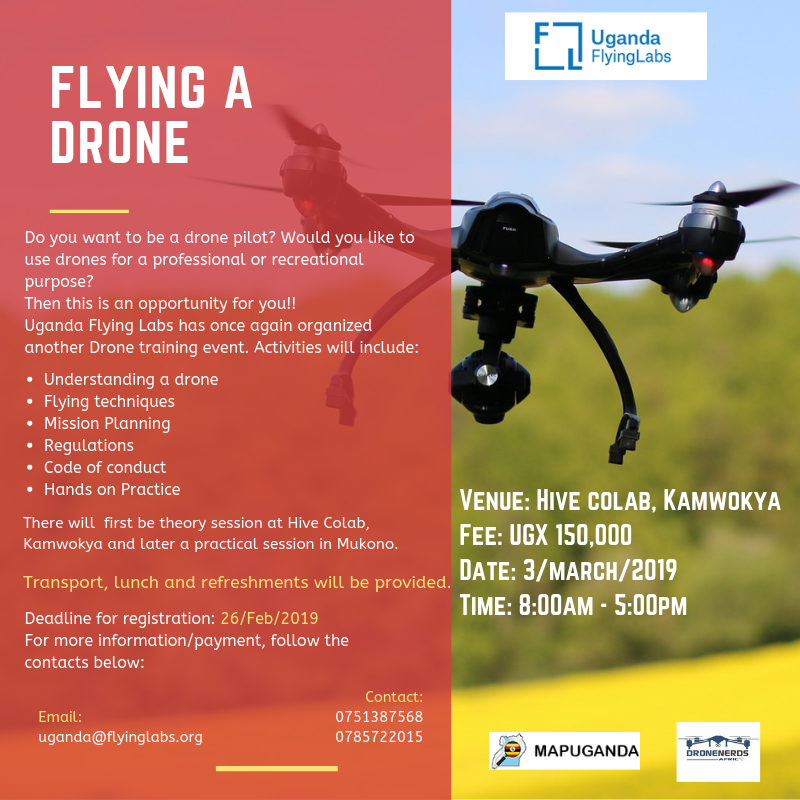 Uganda
FlyingLabs
FLYING A
DRONE
Do you want to be a drone pilot? Would you like to
use drones for a professional or recreational
purpose?
Then this is an opportunity for you!!
Uganda Flying Labs has once again organized
another Drone training event. Activities will include:
• Understanding a drone
• Flying techniques
• Mission Planning
• Regulations
• Code of conduct
• Hands on Practice
There will  first be theory session at Hive Colab,
Kamwokya and later a practical session in Mukono.
Transport, lunch and refreshments will be provided.
Deadline for registration: 26/Feb/2019
For more information/payment, follow the
contacts below:
Email:
uganda@flyinglabs.org
Contact:
0751387568
0785722015
Venue: Hive colab, Kamwokya
Fee: UGX 150,000
Date: 3/march/2019
Time: 8:00am - 5:00pm
MAPUGANDA
DRONENERDS
AFRICA